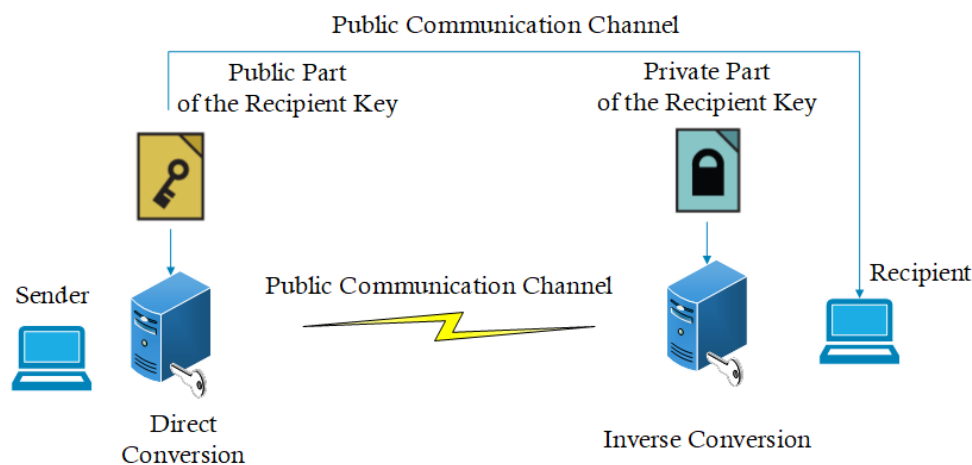 Public Communication Channel
Public Part
of the Recipient Key
Private Part
of the Recipient Key
Public Communication Channel
Sender
Recipient
Direct
Conversion
Inverse Conversion